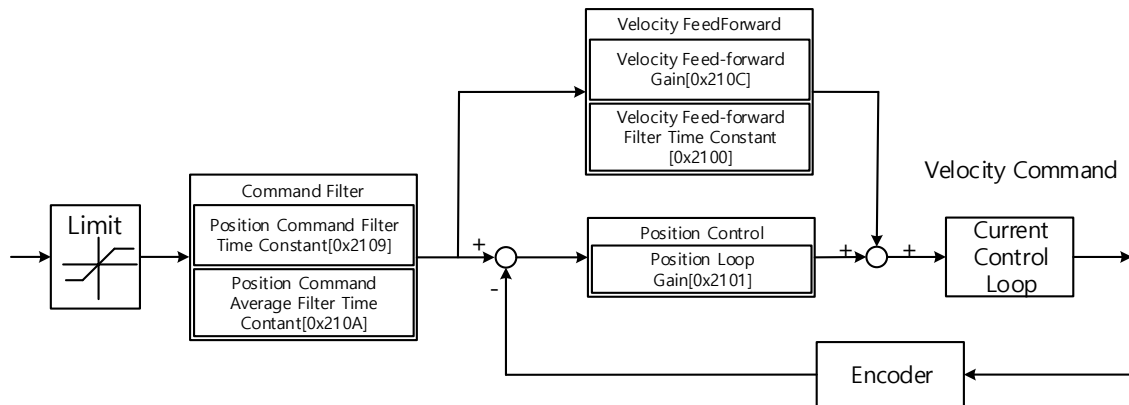 Velocity FeedForward
Velocity Feed-forward
Gain[0x210C]
Velocity Feed-forward
Filter Time Constant
[0x2100]
Velocity Command
Command Filter
Limit
Position Command Filter
Time Constant[0x2109]
Position Command
Average Filter Time
Contant[0x210A]
+
-
Position Control
Position Loop
Gain[0x2101]
+
+
Current
Control
Loop
Encoder